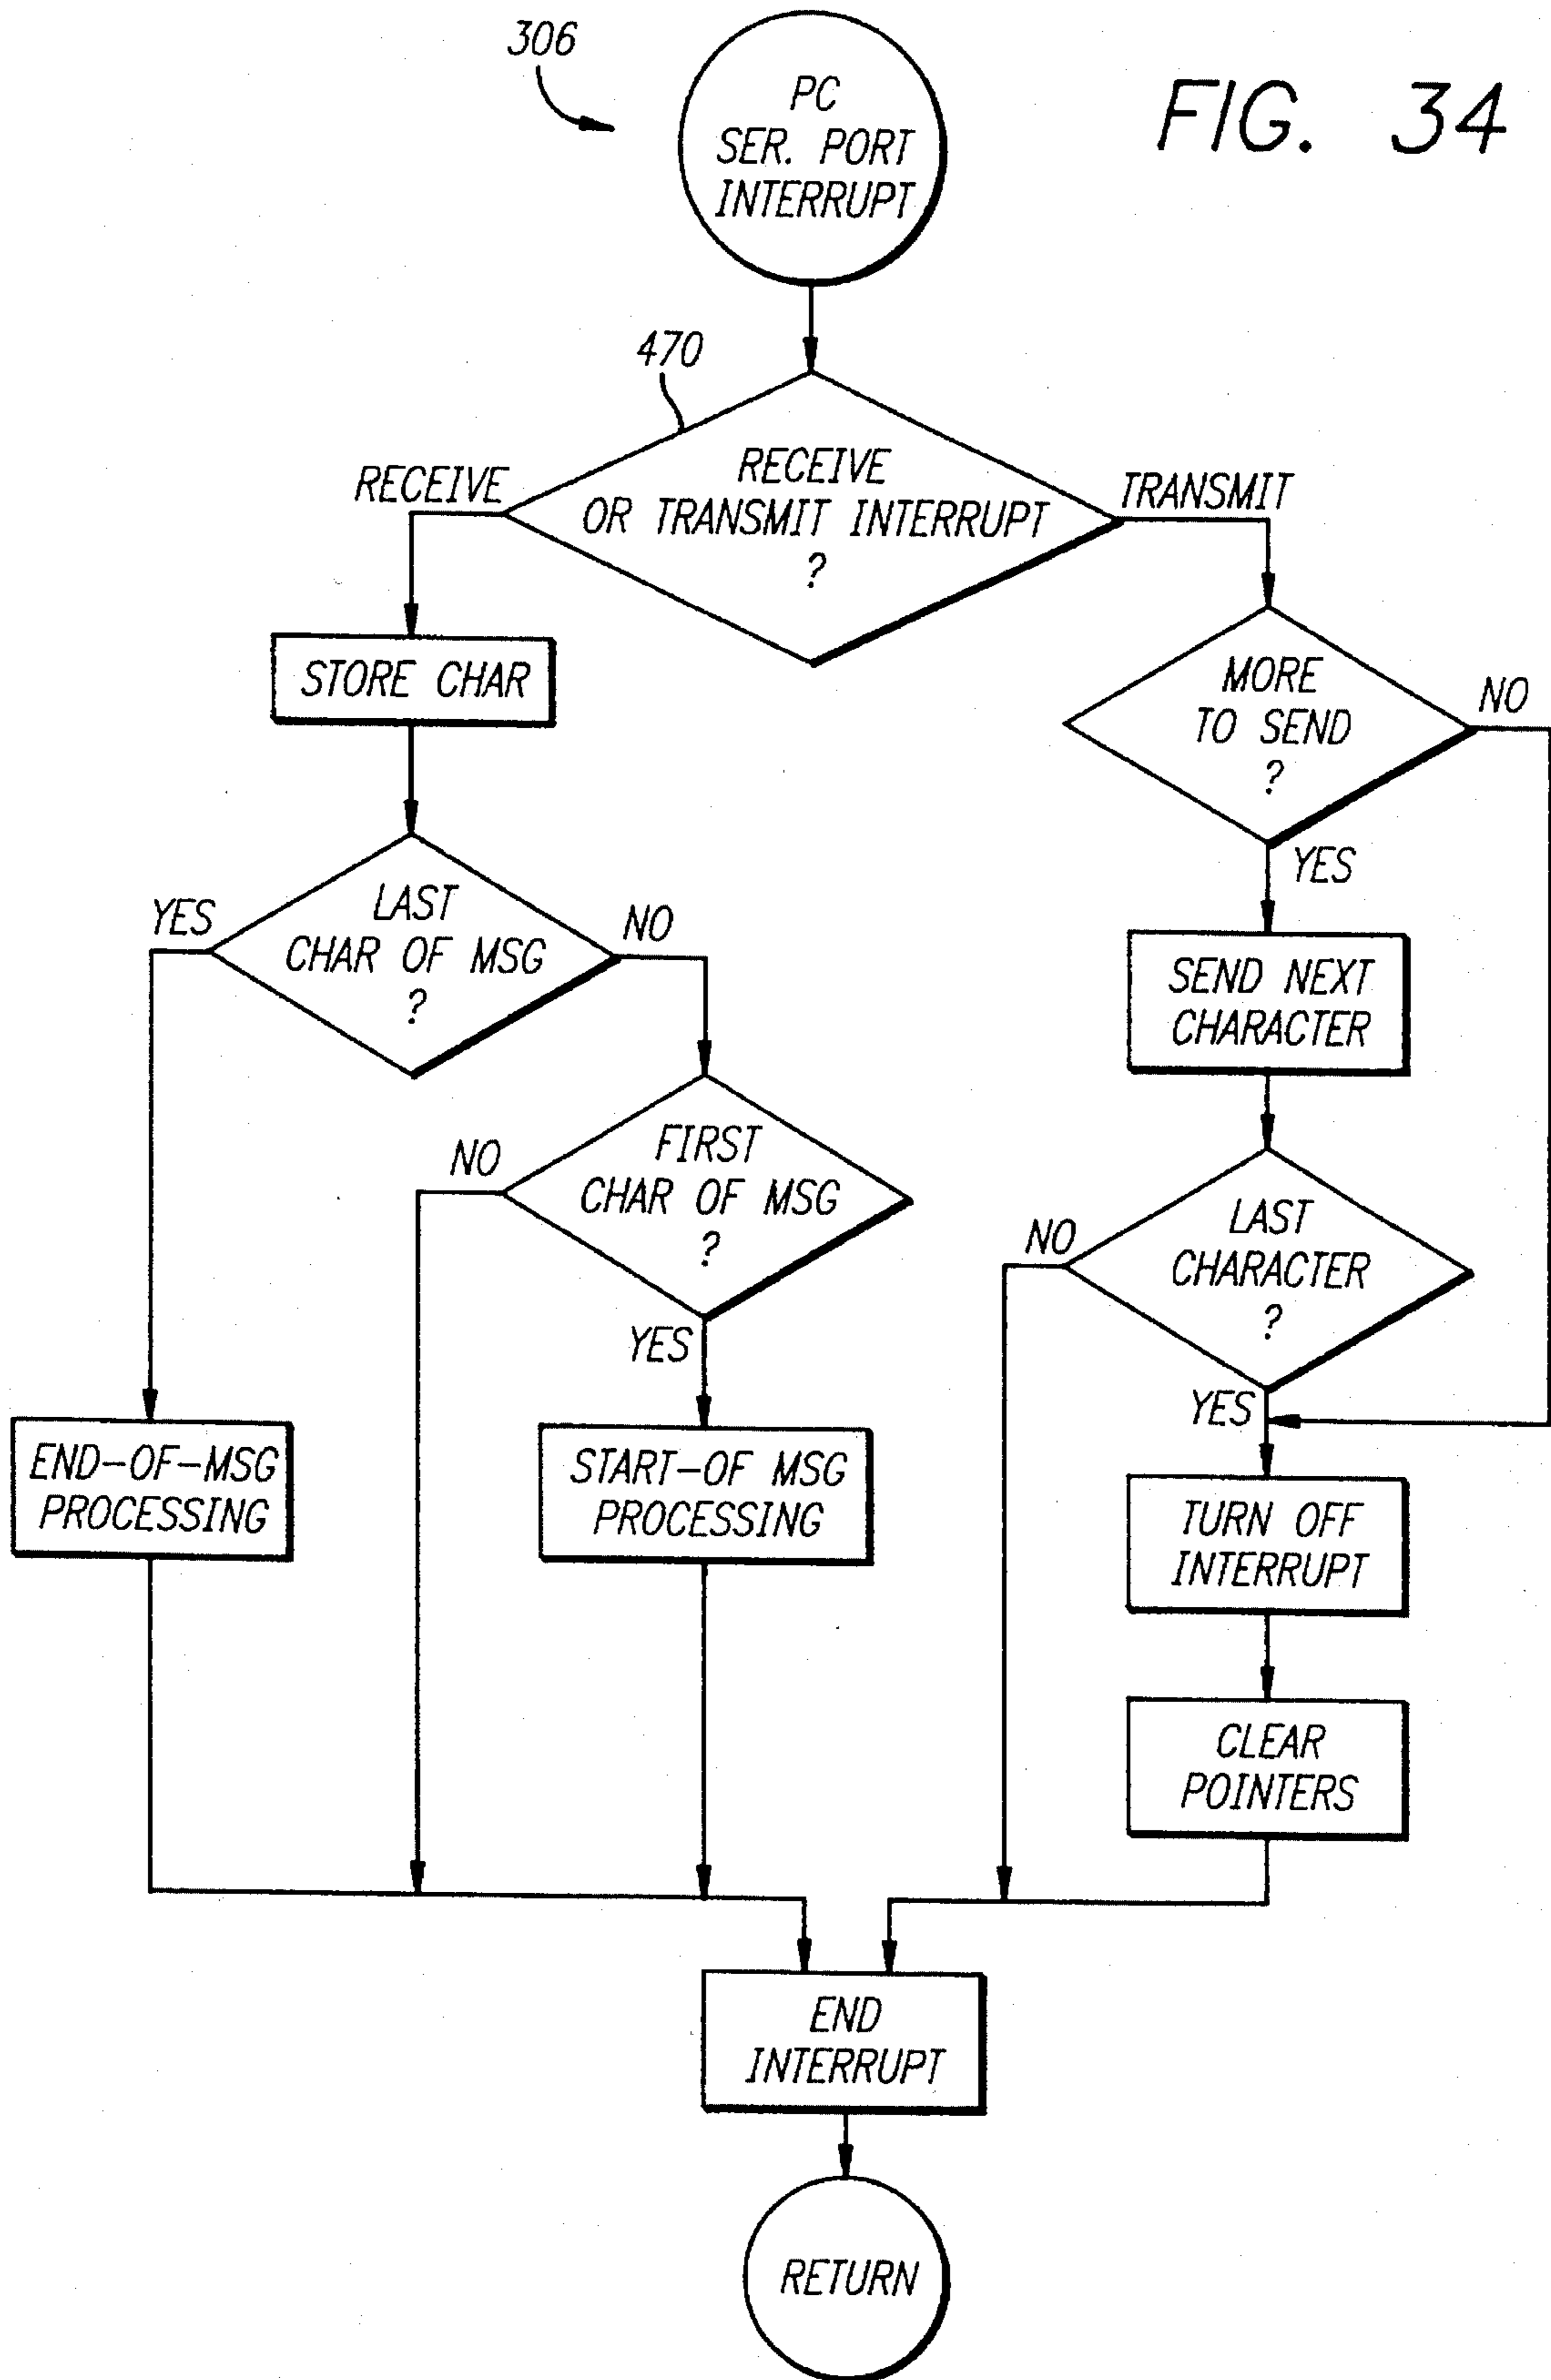 306
PC
SER. PORT
INTERRUPT
FIG. 34
470
RECEIVE
RECEIVE
OR TRANSMIT INTERRUPT
?
TRANSMIT
STORE CHAR
MORE
TO SEND
?
NO
YES
YES
LAST
CHAR OF MSG
?
NO
SEND NEXT
CHARACTER
NO
FIRST
CHAR OF MSG
?
YES
NO
LAST
CHARACTER
?
YES
END-OF-MSG
PROCESSING
START-OF MSG
PROCESSING
TURN OFF
INTERRUPT
CLEAR
POINTERS
END
INTERRUPT
RETURN